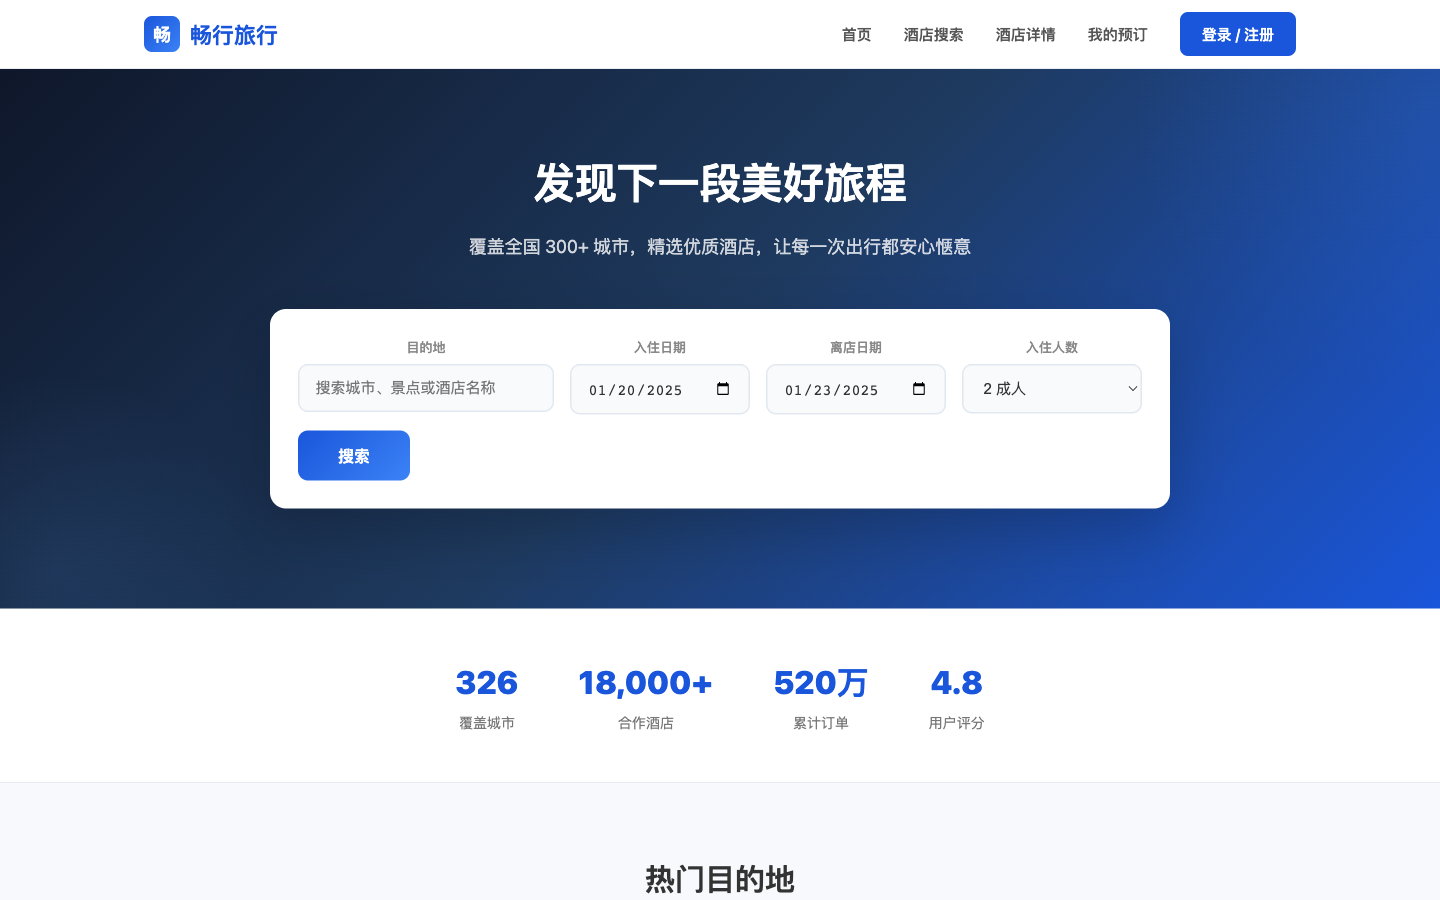 畅 畅行旅行
首页 酒店搜索 酒店详情 我的预订 登录 / 注册
发现下一段美好旅程
覆盖全国 300+ 城市，精选优质酒店，让每一次出行都安心惬意
目的地 入住日期 离店日期 入住人数
搜索城市、景点或酒店名称 01/20/2025 01/23/2025 2 成人
搜索
326 18,000+ 520万 4.8
覆盖城市 合作酒店 累计订单 用户评分
热门目的地